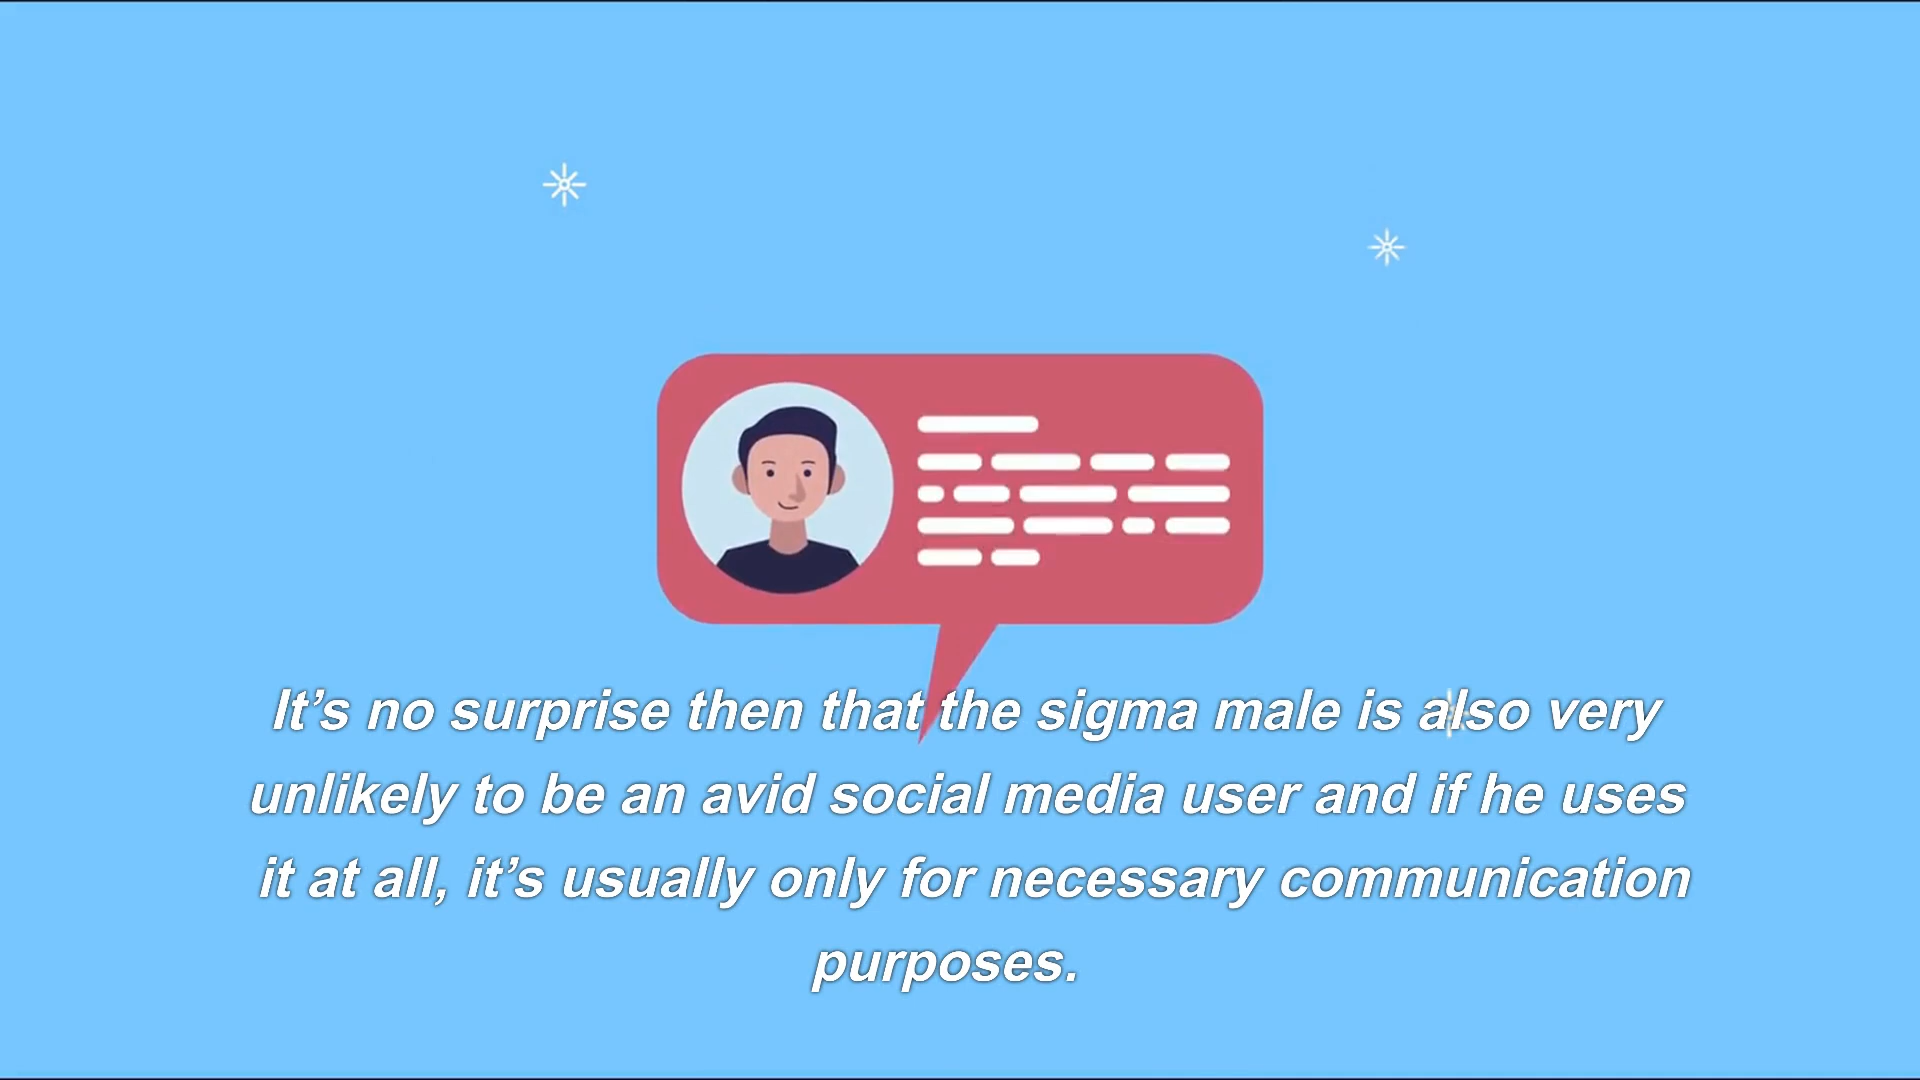 It’s no surprise then that the sigma male is also very
unlikely to be an avid social media user and if he uses
it at all, it’s usually only for necessary communication
purposes.